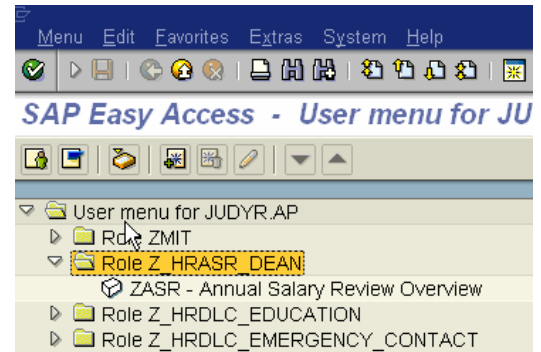 Menu Edit Favorites Extras System Help
SAP Easy Access - User menu for JU
User menu for JUDYR.AP
Role ZMIT
Role Z_HRASR_DEAN
ZASR - Annual Salary Review Overview
Role Z_HRDLC_EDUCATION
Role Z_HRDLC_EMERGENCY_CONTACT